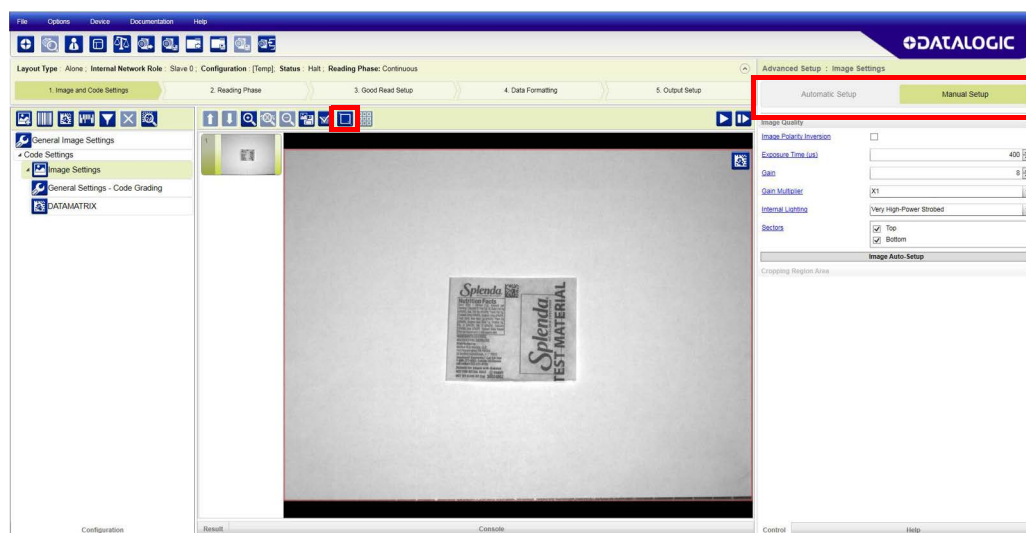 File Options Device Documentation Help
DATALOGIC
Layout Type : Alone ; Internal Network Role : Slave 0 ; Configuration : [Temp]; Status : Halt ; Reading Phase: Continuous
Advanced Setup : Image Settings
1. Image and Code Settings
2. Reading Phase
3. Good Read Setup
4. Data Formatting
5. Output Setup
Automatic Setup
Manual Setup
General Image Settings
Code Settings
Image Settings
General Settings - Code Grading
DATAMATRIX
1
Image Quality
Image Polarity Inversion
Exposure Time (us) 400
Gain 8
Gain Multiplier X1
Internal Lighting Very High-Power Strobed
Sectors Top
Bottom
Image Auto-Setup
Cropping Region Area
Splenda
Nutrition Facts
Splenda
TEST MATERIAL
Configuration
Result
Console
Control
Help